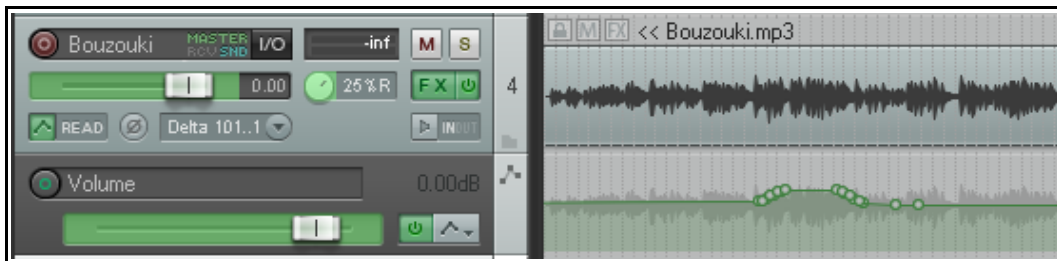 Bouzouki MASTER RCV SND I/O -inf M S
0.00 25%R FX 4
READ Delta 101..1 IN OUT
Volume 0.00dB
M FX << Bouzouki.mp3